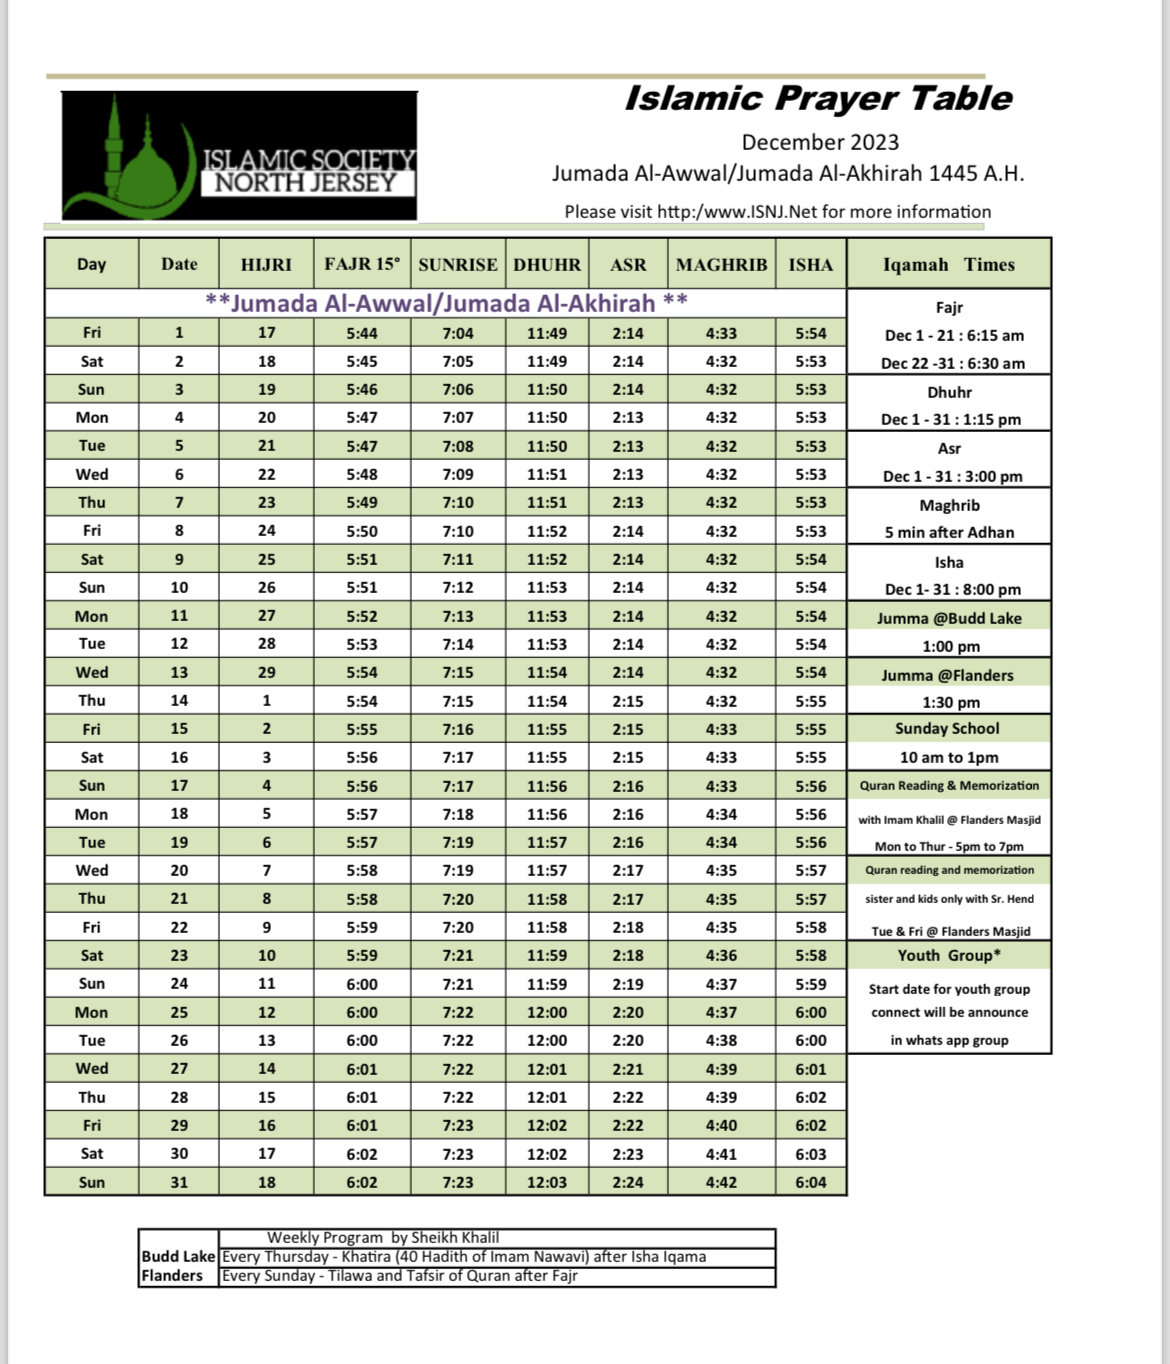 Islamic Prayer Table
ISLAMIC SOCIETY
NORTH JERSEY
December 2023
Jumada Al-Awwal/Jumada Al-Akhirah 1445 A.H.
Please visit http:/www.ISNJ.Net for more information
Day Date HIJRI FAJR 15° SUNRISE DHUHR ASR MAGHRIB ISHA
**Jumada Al-Awwal/Jumada Al-Akhirah **
Fri 1 17 5:44 7:04 11:49 2:14 4:33 5:54
Sat 2 18 5:45 7:05 11:49 2:14 4:32 5:53
Sun 3 19 5:46 7:06 11:50 2:14 4:32 5:53
Mon 4 20 5:47 7:07 11:50 2:13 4:32 5:53
Tue 5 21 5:47 7:08 11:50 2:13 4:32 5:53
Wed 6 22 5:48 7:09 11:51 2:13 4:32 5:53
Thu 7 23 5:49 7:10 11:51 2:13 4:32 5:53
Fri 8 24 5:50 7:10 11:52 2:14 4:32 5:53
Sat 9 25 5:51 7:11 11:52 2:14 4:32 5:54
Sun 10 26 5:51 7:12 11:53 2:14 4:32 5:54
Mon 11 27 5:52 7:13 11:53 2:14 4:32 5:54
Tue 12 28 5:53 7:14 11:53 2:14 4:32 5:54
Wed 13 29 5:54 7:15 11:54 2:14 4:32 5:54
Thu 14 1 5:54 7:15 11:54 2:15 4:32 5:55
Fri 15 2 5:55 7:16 11:55 2:15 4:33 5:55
Sat 16 3 5:56 7:17 11:55 2:15 4:33 5:55
Sun 17 4 5:56 7:17 11:56 2:16 4:33 5:56
Mon 18 5 5:57 7:18 11:56 2:16 4:34 5:56
Tue 19 6 5:57 7:19 11:57 2:16 4:34 5:56
Wed 20 7 5:58 7:19 11:57 2:17 4:35 5:57
Thu 21 8 5:58 7:20 11:58 2:17 4:35 5:57
Fri 22 9 5:59 7:20 11:58 2:18 4:35 5:58
Sat 23 10 5:59 7:21 11:59 2:18 4:36 5:58
Sun 24 11 6:00 7:21 11:59 2:19 4:37 5:59
Mon 25 12 6:00 7:22 12:00 2:20 4:37 6:00
Tue 26 13 6:00 7:22 12:00 2:20 4:38 6:00
Wed 27 14 6:01 7:22 12:01 2:21 4:39 6:01
Thu 28 15 6:01 7:22 12:01 2:22 4:39 6:02
Fri 29 16 6:01 7:23 12:02 2:22 4:40 6:02
Sat 30 17 6:02 7:23 12:02 2:23 4:41 6:03
Sun 31 18 6:02 7:23 12:03 2:24 4:42 6:04
Iqamah Times
Fajr
Dec 1 - 21 : 6:15 am
Dec 22 -31 : 6:30 am
Dhuhr
Dec 1 - 31 : 1:15 pm
Asr
Dec 1 - 31 : 3:00 pm
Maghrib
5 min after Adhan
Isha
Dec 1- 31 : 8:00 pm
Jumma @Budd Lake
1:00 pm
Jumma @Flanders
1:30 pm
Sunday School
10 am to 1pm
Quran Reading & Memorization
with Imam Khalil @ Flanders Masjid
Mon to Thur - 5pm to 7pm
Quran reading and memorization
sister and kids only with Sr. Hend
Tue & Fri @ Flanders Masjid
Youth Group*
Start date for youth group
connect will be announce
in whats app group
Weekly Program by Sheikh Khalil
Budd Lake Every Thursday - Khatira (40 Hadith of Imam Nawavi) after Isha Iqama
Flanders Every Sunday - Tilawa and Tafsir of Quran after Fajr